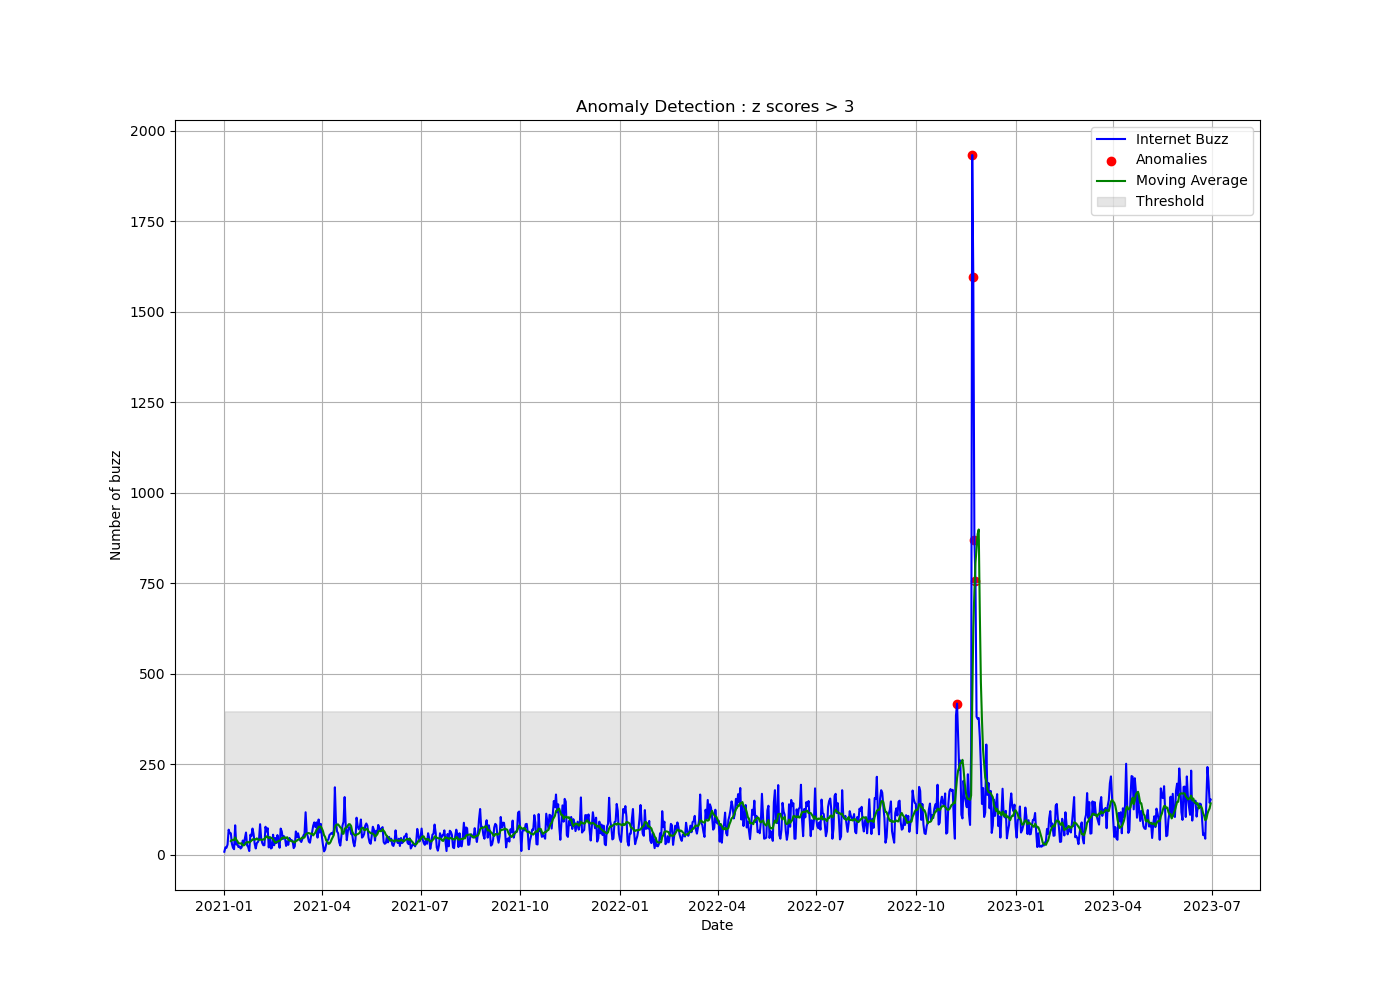 Anomaly Detection : z scores > 3
Internet Buzz
Anomalies
Moving Average
Threshold
2000
1750
1500
1250
1000
750
500
250
0
Number of buzz
2021-01 2021-04 2021-07 2021-10 2022-01 2022-04 2022-07 2022-10 2023-01 2023-04 2023-07
Date